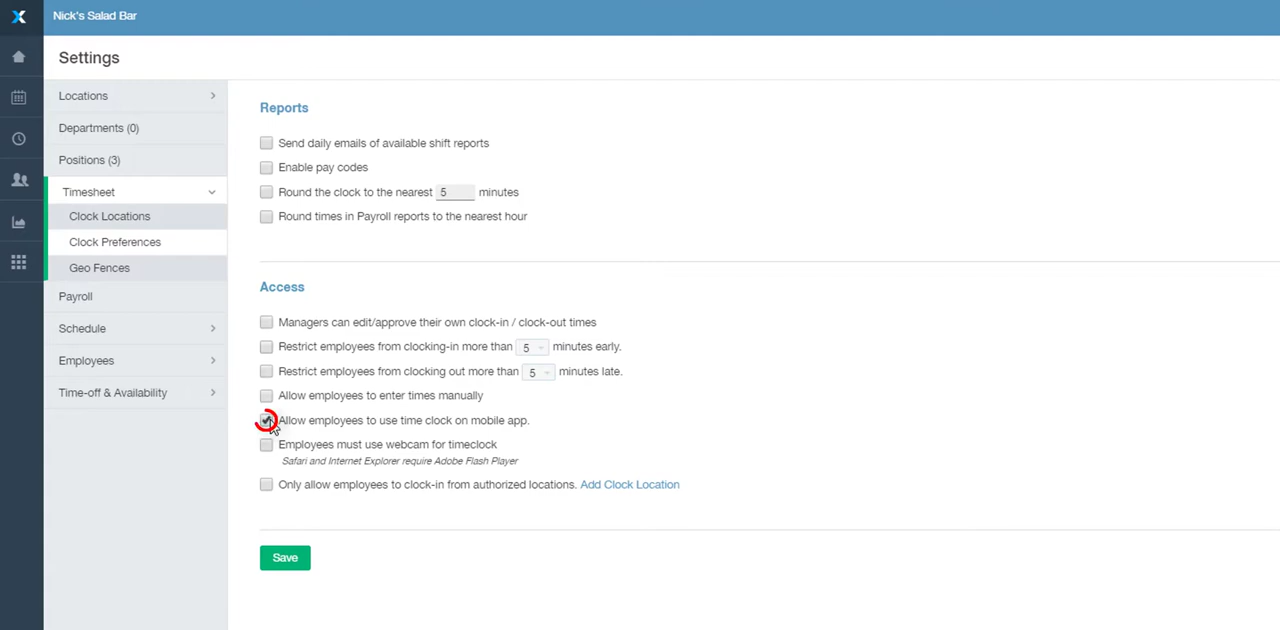 Nick's Salad Bar
Settings
Locations
Departments (0)
Positions (3)
Timesheet
Clock Locations
Clock Preferences
Geo Fences
Payroll
Schedule
Employees
Time-off & Availability
Reports
Send daily emails of available shift reports
Enable pay codes
Round the clock to the nearest 5 minutes
Round times in Payroll reports to the nearest hour
Access
Managers can edit/approve their own clock-in / clock-out times
Restrict employees from clocking-in more than 5 minutes early.
Restrict employees from clocking out more than 5 minutes late.
Allow employees to enter times manually
Allow employees to use time clock on mobile app.
Employees must use webcam for timeclock
Safari and Internet Explorer require Adobe Flash Player
Only allow employees to clock-in from authorized locations. Add Clock Location
Save